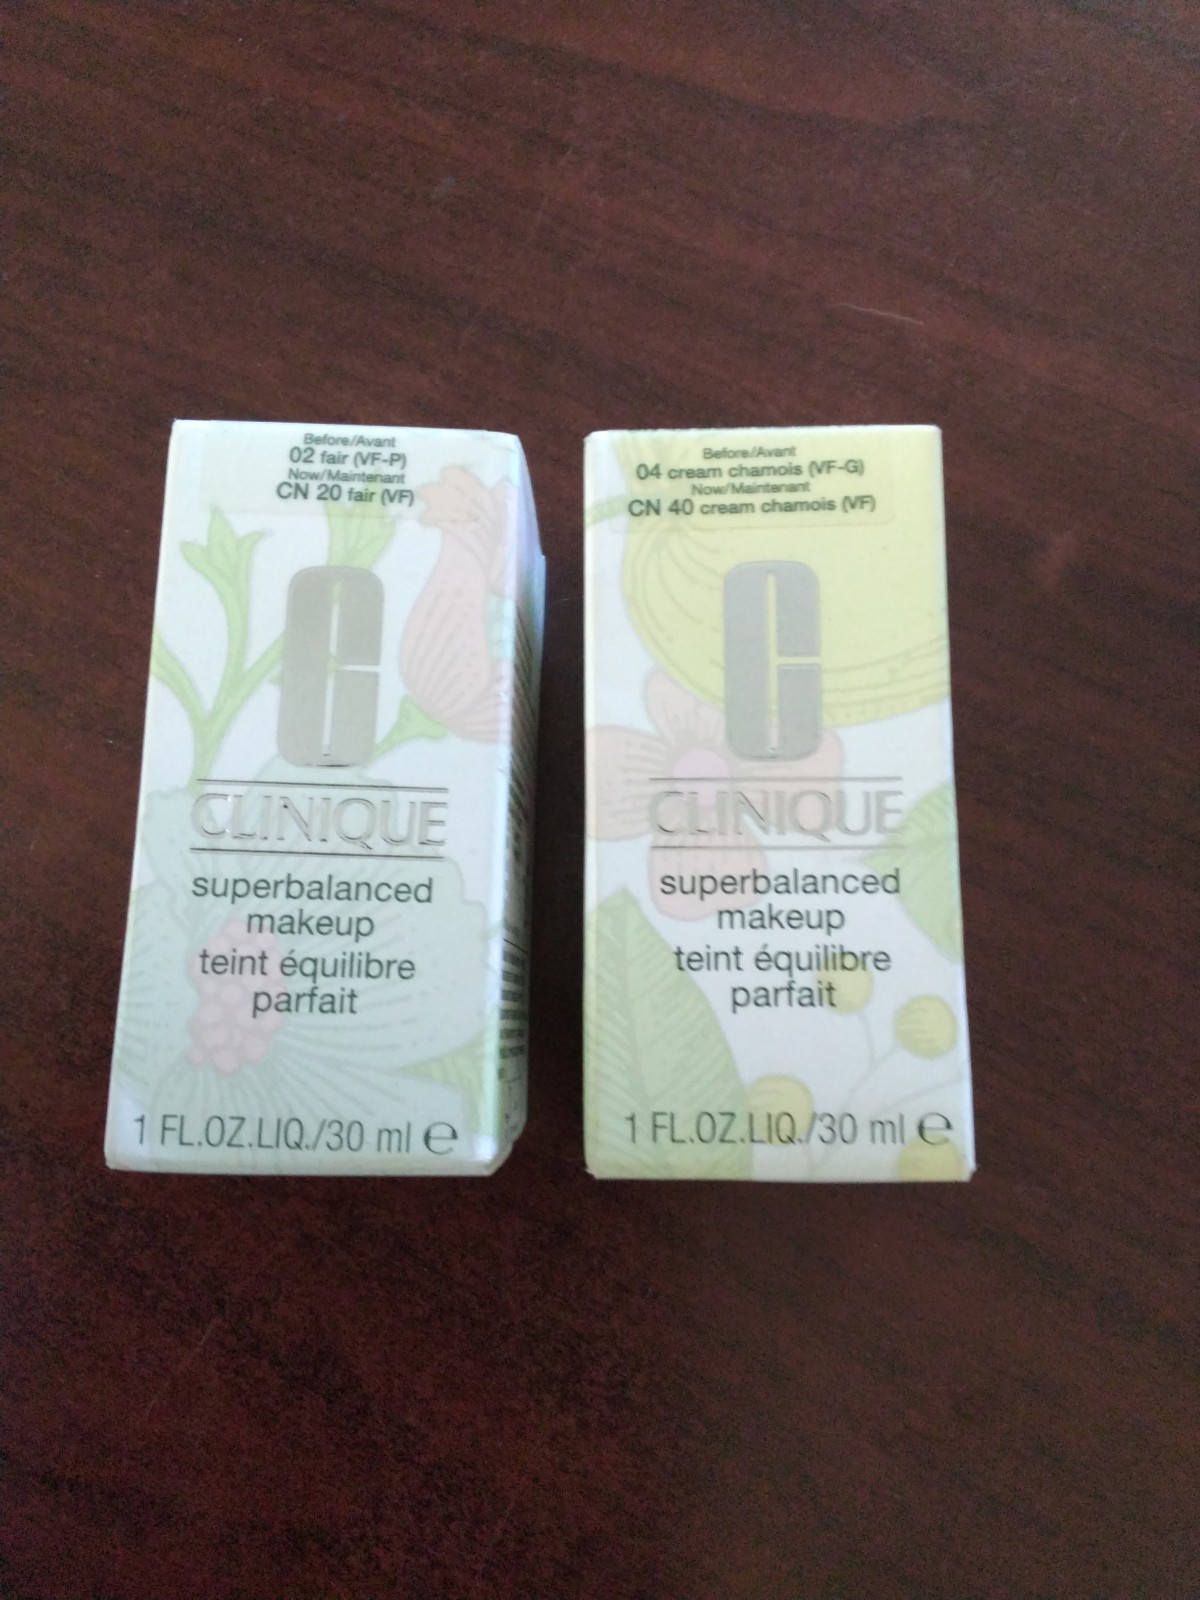 Before/Avant
02 fair (VF-P)
Now/Maintenant
CN 20 fair (VF)
CLINIQUE
superbalanced
makeup
teint équilibre
parfait
1 FL.OZ.LIQ./30 ml ℮
Before/Avant
04 cream chamois (VF-G)
Now/Maintenant
CN 40 cream chamois (VF)
CLINIQUE
superbalanced
makeup
teint équilibre
parfait
1 FL.OZ.LIQ./30 ml ℮